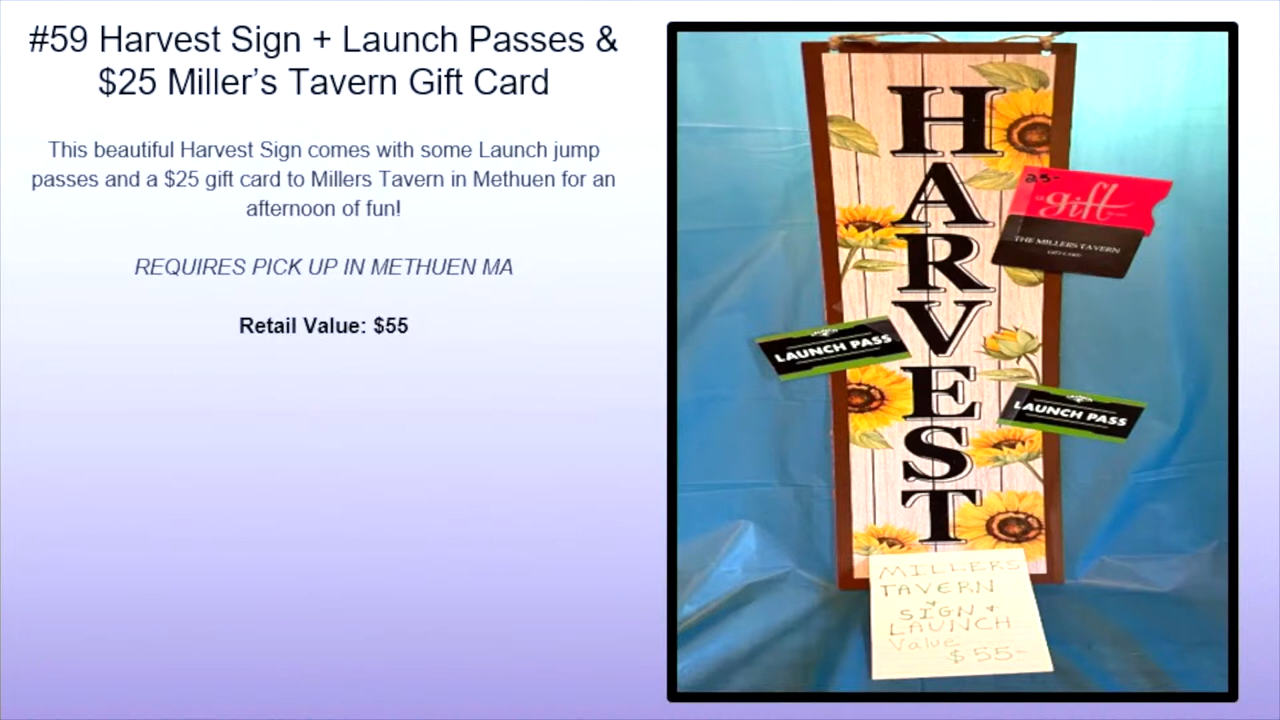 #59 Harvest Sign + Launch Passes &
$25 Miller’s Tavern Gift Card
This beautiful Harvest Sign comes with some Launch jump
passes and a $25 gift card to Millers Tavern in Methuen for an
afternoon of fun!
REQUIRES PICK UP IN METHUEN MA
Retail Value: $55
HARVEST
25-
gift
THE MILLERS TAVERN
GIFT CARD
LAUNCH PASS
LAUNCH PASS
MILLERS
TAVERN
+
SIGN +
LAUNCH
Value
$55-